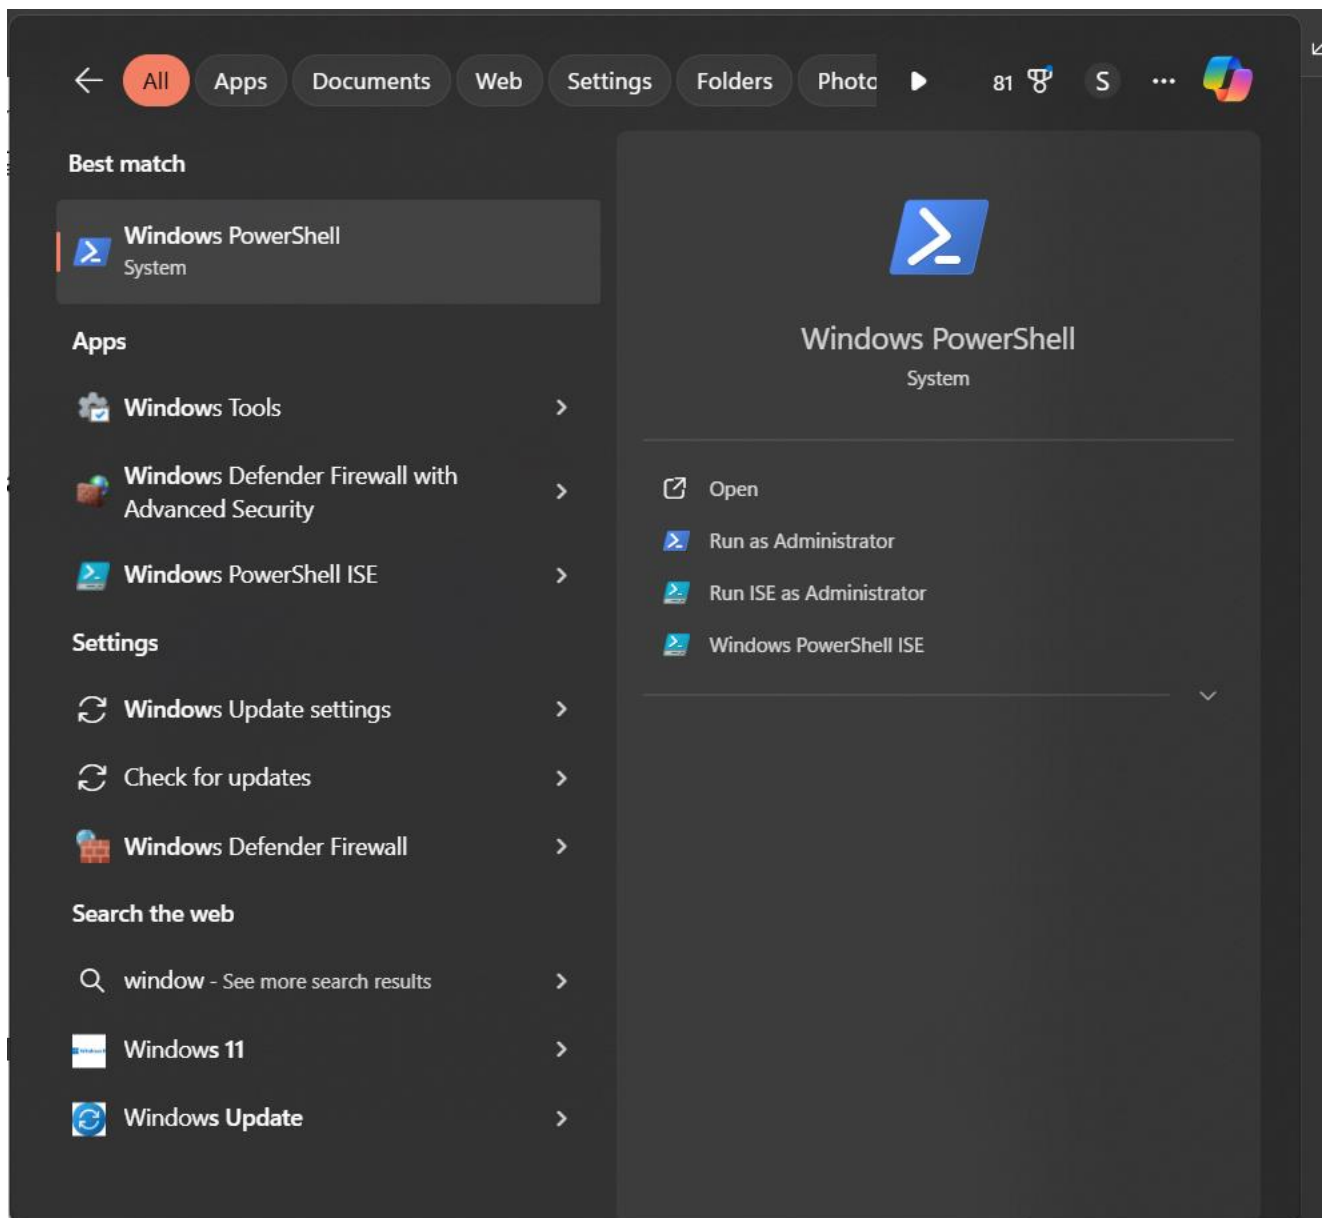 All
Apps
Documents
Web
Settings
Folders
Photo
81
S
Best match
Windows PowerShell
System
Apps
Windows Tools
Windows Defender Firewall with
Advanced Security
Windows PowerShell ISE
Settings
Windows Update settings
Check for updates
Windows Defender Firewall
Search the web
window - See more search results
Windows 11
Windows Update
Windows PowerShell
System
Open
Run as Administrator
Run ISE as Administrator
Windows PowerShell ISE